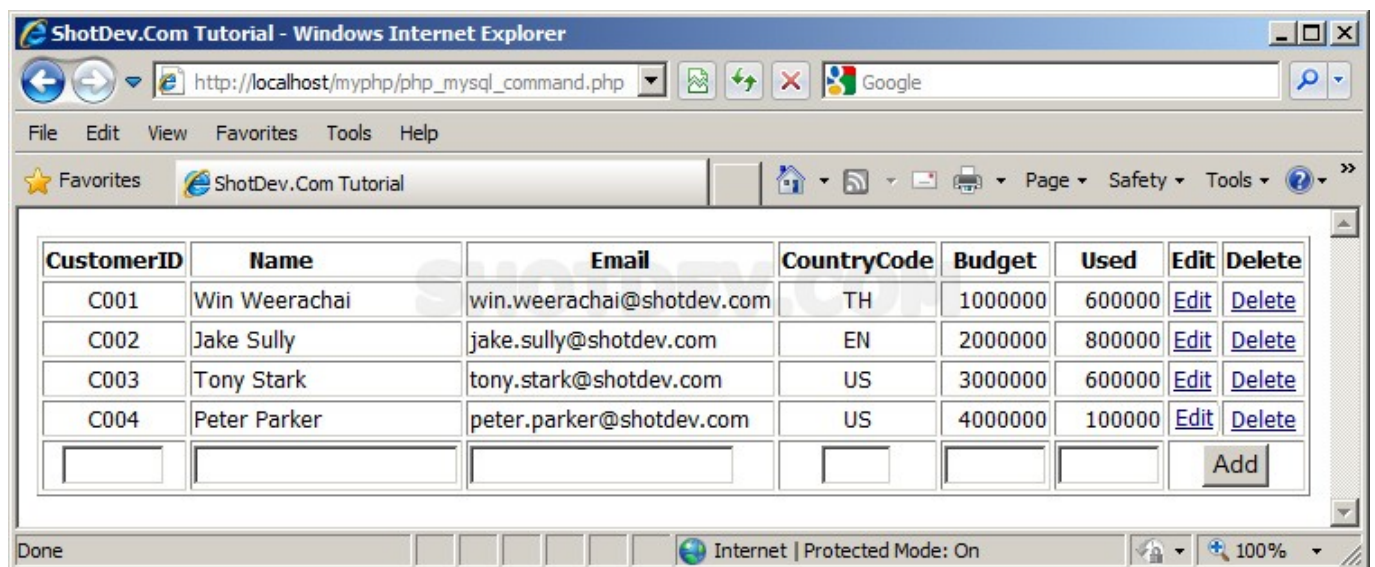 ShotDev.Com Tutorial - Windows Internet Explorer
http://localhost/myphp/php_mysql_command.php Google
File Edit View Favorites Tools Help
Favorites ShotDev.Com Tutorial Page Safety Tools
SHOTDEV.COM
CustomerID Name Email CountryCode Budget Used Edit Delete
C001 Win Weerachai win.weerachai@shotdev.com TH 1000000 600000 Edit Delete
C002 Jake Sully jake.sully@shotdev.com EN 2000000 800000 Edit Delete
C003 Tony Stark tony.stark@shotdev.com US 3000000 600000 Edit Delete
C004 Peter Parker peter.parker@shotdev.com US 4000000 100000 Edit Delete
Add
Done Internet | Protected Mode: On 100%